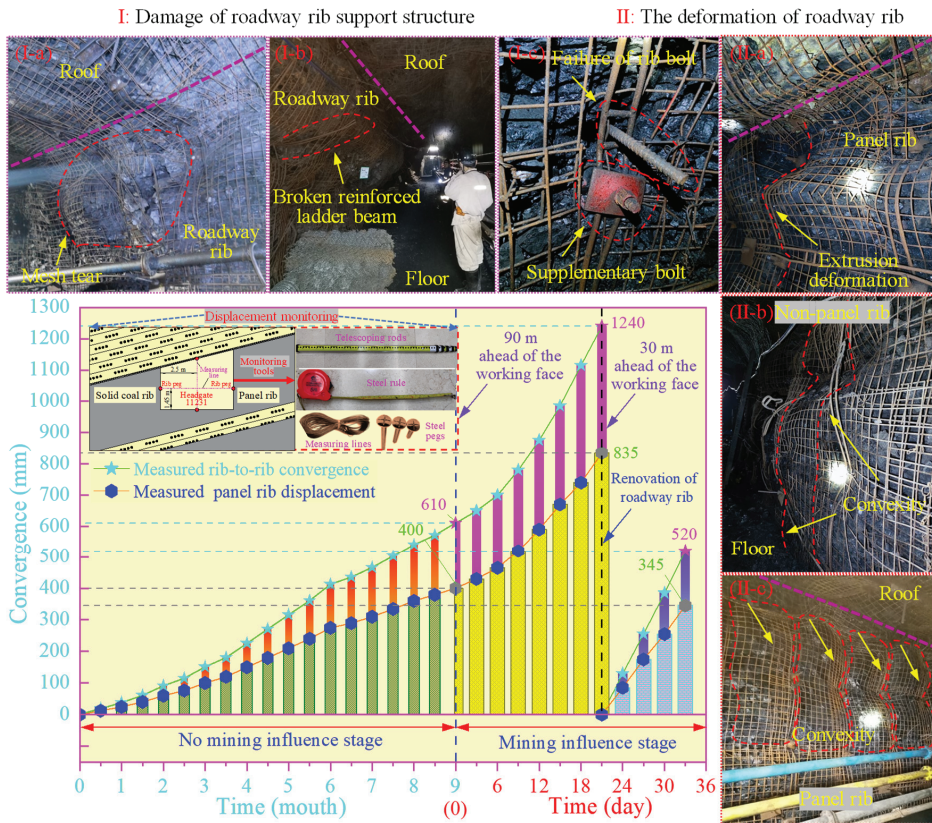 I: Damage of roadway rib support structure
II: The deformation of roadway rib
(I-a)
Roof
Mesh tear
Roadway
rib
(I-b)
Roof
Roadway rib
Broken reinforced
ladder beam
Floor
(I-c)
Failure of rib bolt
Supplementary bolt
(II-a)
Panel rib
Extrusion
deformation
(II-b)
Non-panel rib
Convexity
Floor
(II-c)
Roof
Convexity
Panel rib
Convergence (mm)
1300
1200
1100
1000
900
800
700
600
500
400
300
200
100
0
Displacement monitoring
2.5 m
Measuring
line
Rib peg
Rib peg
Solid coal rib
Panel rib
1.45 m
Headgate
11231
Monitoring
tools
Telescoping rods
Steel rule
Measuring lines
Steel
pegs
90 m
ahead of the
working face
1240
30 m
ahead of the
working face
835
Renovation of
roadway rib
Measured rib-to-rib convergence
Measured panel rib displacement
610
400
520
345
No mining influence stage
Mining influence stage
0 1 2 3 4 5 6 7 8 9 6 12 18 24 30 36
Time (mouth)
(0)
Time (day)